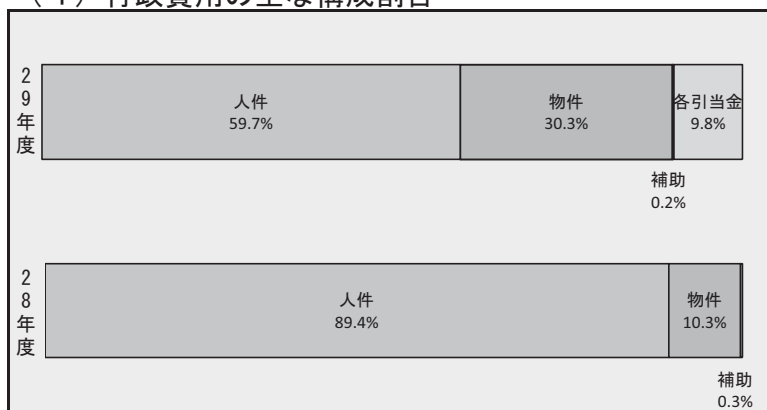 (1)行政費用の主な構成割合
29年度
人件
59.7%
物件
30.3%
各引当金
9.8%
補助
0.2%
28年度
人件
89.4%
物件
10.3%
補助
0.3%